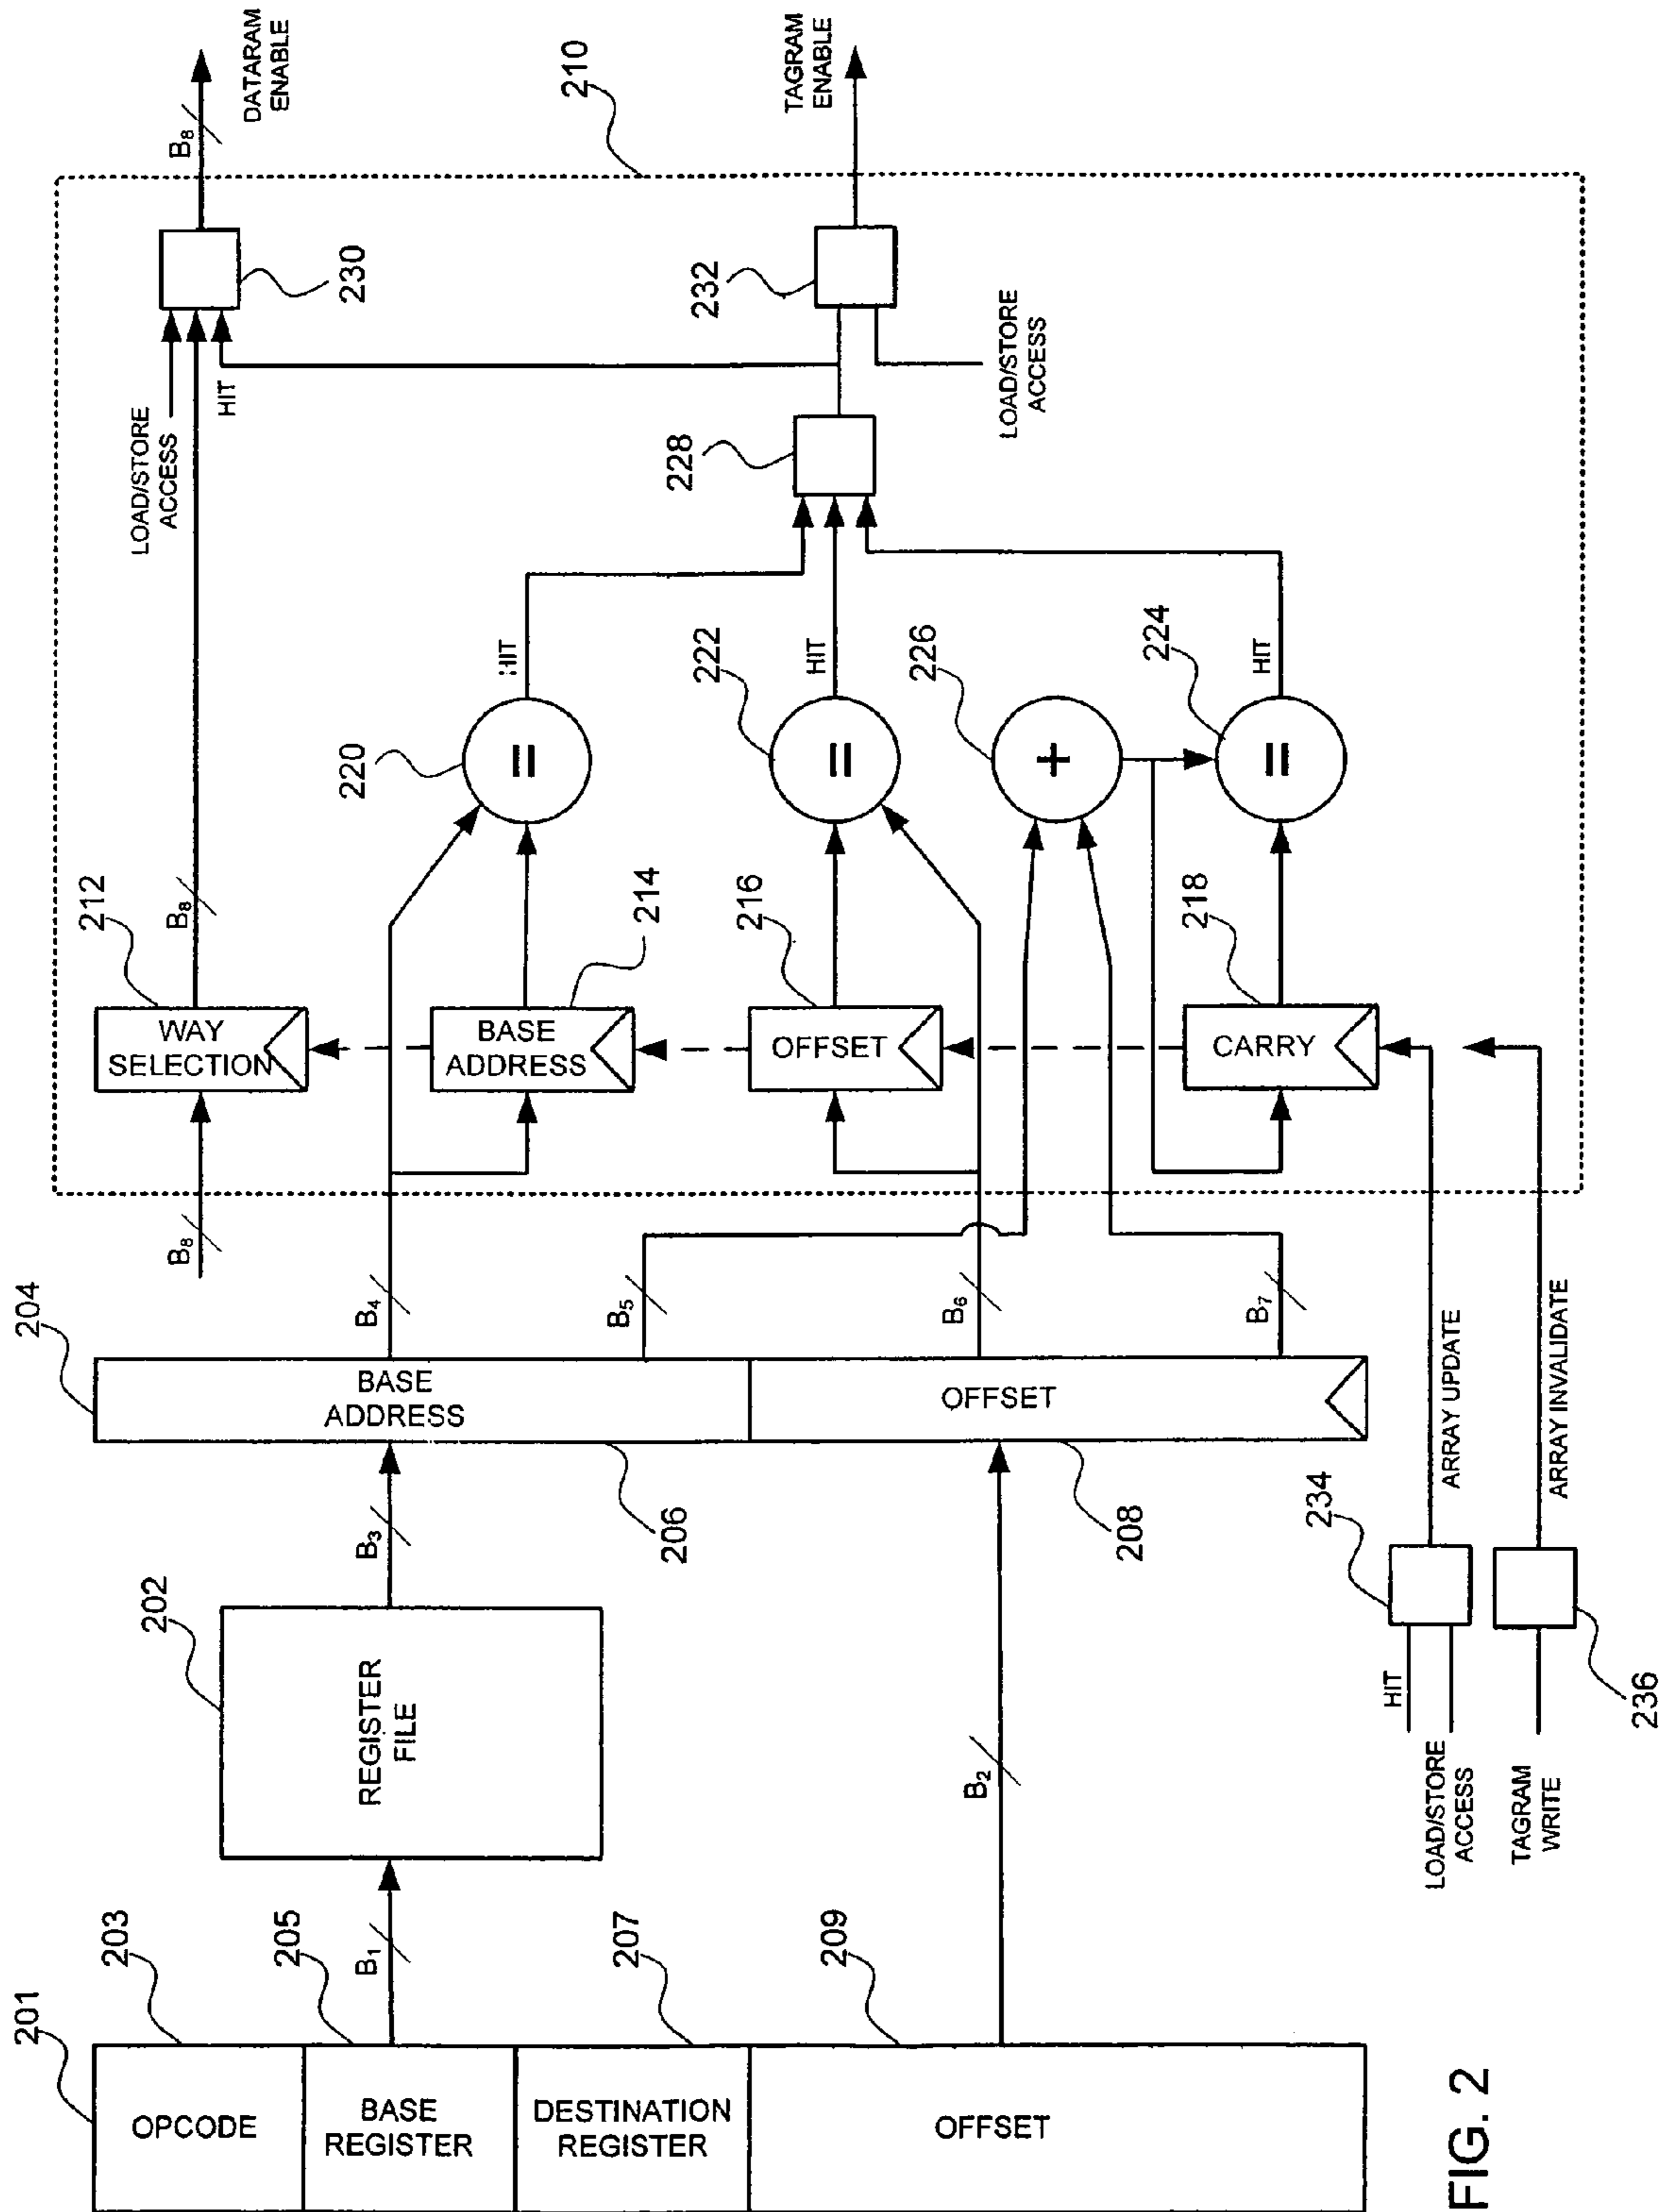 201
203
205
207
209
OPCODE
BASE
REGISTER
DESTINATION
REGISTER
OFFSET
B₁
B₂
202
REGISTER
FILE
B₃
204
206
208
BASE
ADDRESS
OFFSET
B₈
B₄
B₅
B₆
B₇
HIT
LOAD/STORE
ACCESS
234
ARRAY UPDATE
TAGRAM
WRITE
236
ARRAY INVALIDATE
212
WAY
SELECTION
B₈
214
BASE
ADDRESS
216
OFFSET
218
CARRY
220
=
HIT
222
=
HIT
226
+
224
=
HIT
228
LOAD/STORE
ACCESS
HIT
230
232
LOAD/STORE
ACCESS
210
B₈
DATARAM
ENABLE
TAGRAM
ENABLE
FIG. 2